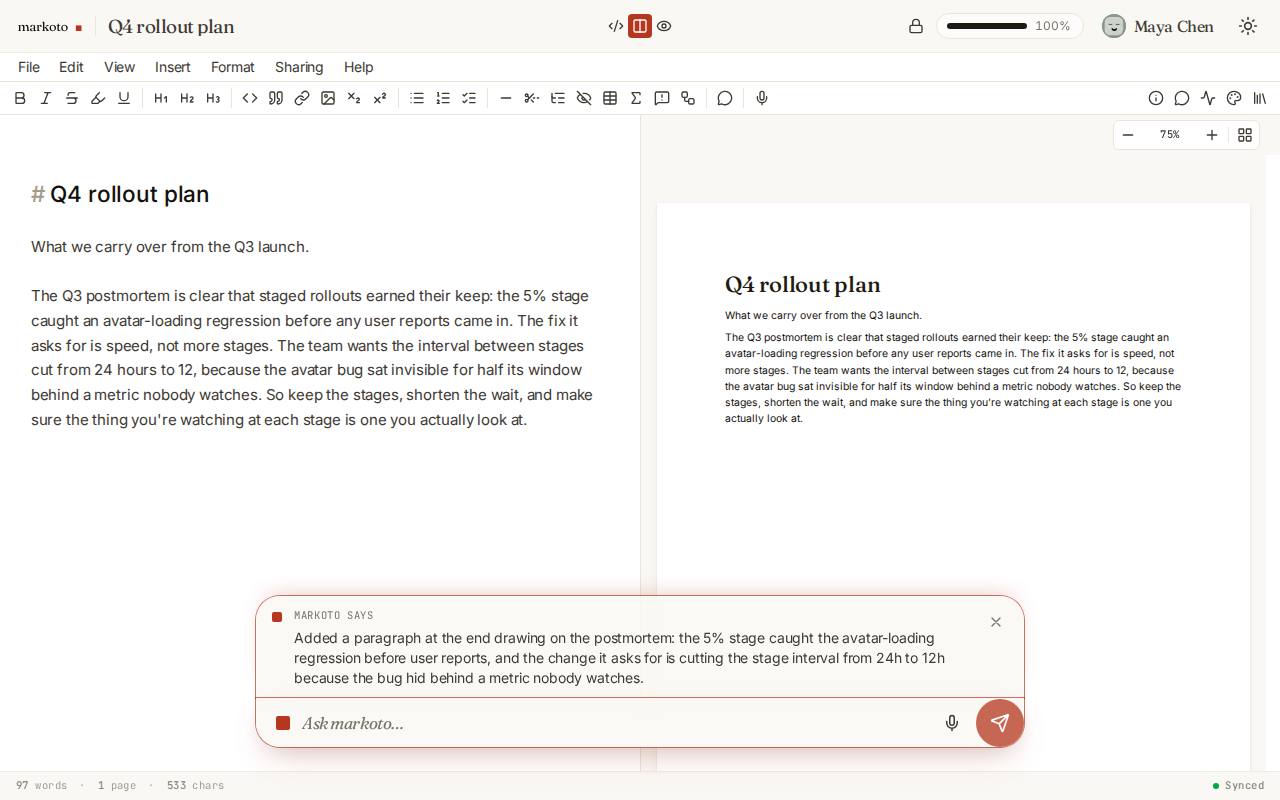 markoto
Q4 rollout plan
100%
Maya Chen
File Edit View Insert Format Sharing Help
H1 H2 H3
75%
# Q4 rollout plan
What we carry over from the Q3 launch.
The Q3 postmortem is clear that staged rollouts earned their keep: the 5% stage
caught an avatar-loading regression before any user reports came in. The fix it
asks for is speed, not more stages. The team wants the interval between stages
cut from 24 hours to 12, because the avatar bug sat invisible for half its window
behind a metric nobody watches. So keep the stages, shorten the wait, and make
sure the thing you're watching at each stage is one you actually look at.
Q4 rollout plan
What we carry over from the Q3 launch.
The Q3 postmortem is clear that staged rollouts earned their keep: the 5% stage caught an
avatar-loading regression before any user reports came in. The fix it asks for is speed, not
more stages. The team wants the interval between stages cut from 24 hours to 12, because
the avatar bug sat invisible for half its window behind a metric nobody watches. So keep the
stages, shorten the wait, and make sure the thing you're watching at each stage is one you
actually look at.
MARKOTO SAYS
Added a paragraph at the end drawing on the postmortem: the 5% stage caught the avatar-loading
regression before user reports, and the change it asks for is cutting the stage interval from 24h to 12h
because the bug hid behind a metric nobody watches.
Ask markoto...
97 words · 1 page · 533 chars
Synced